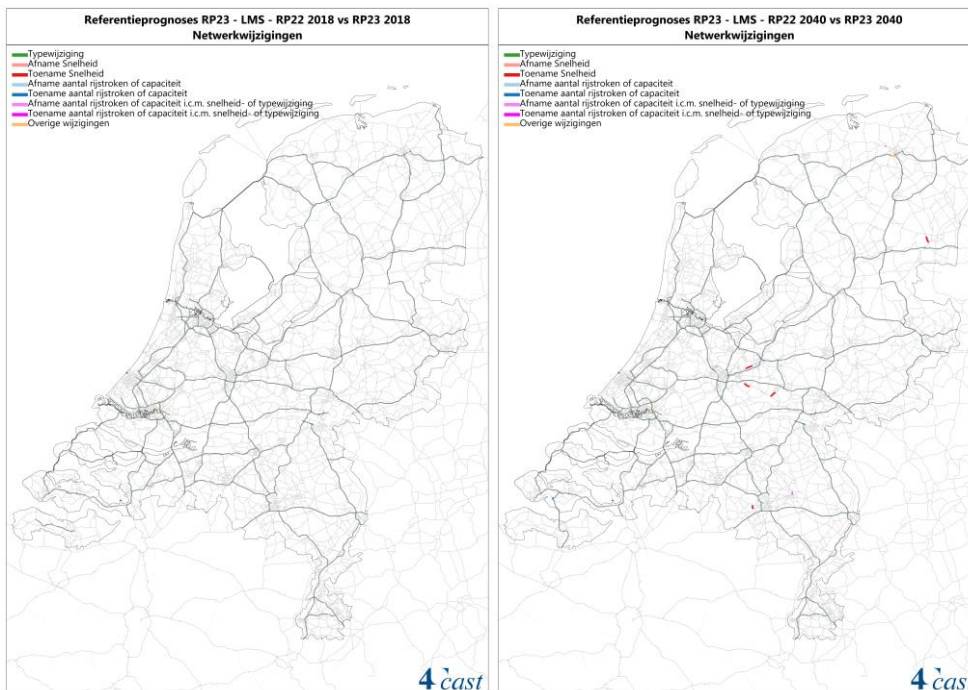 Referentieprognoses RP23 - LMS - RP22 2018 vs RP23 2018
Netwerkwijzigingen
Typewijziging
Afname Snelheid
Toename Snelheid
Afname aantal rijstroken of capaciteit
Toename aantal rijstroken of capaciteit
Afname aantal rijstroken of capaciteit i.c.m. snelheid- of typewijziging
Toename aantal rijstroken of capaciteit i.c.m. snelheid- of typewijziging
Overige wijzigingen
4cast
Referentieprognoses RP23 - LMS - RP22 2040 vs RP23 2040
Netwerkwijzigingen
Typewijziging
Afname Snelheid
Toename Snelheid
Afname aantal rijstroken of capaciteit
Toename aantal rijstroken of capaciteit
Afname aantal rijstroken of capaciteit i.c.m. snelheid- of typewijziging
Toename aantal rijstroken of capaciteit i.c.m. snelheid- of typewijziging
Overige wijzigingen
4cast